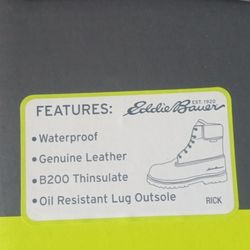 FEATURES: Eddie Bauer
EST. 1920
• Waterproof
• Genuine Leather
• B200 Thinsulate
• Oil Resistant Lug Outsole
RICK